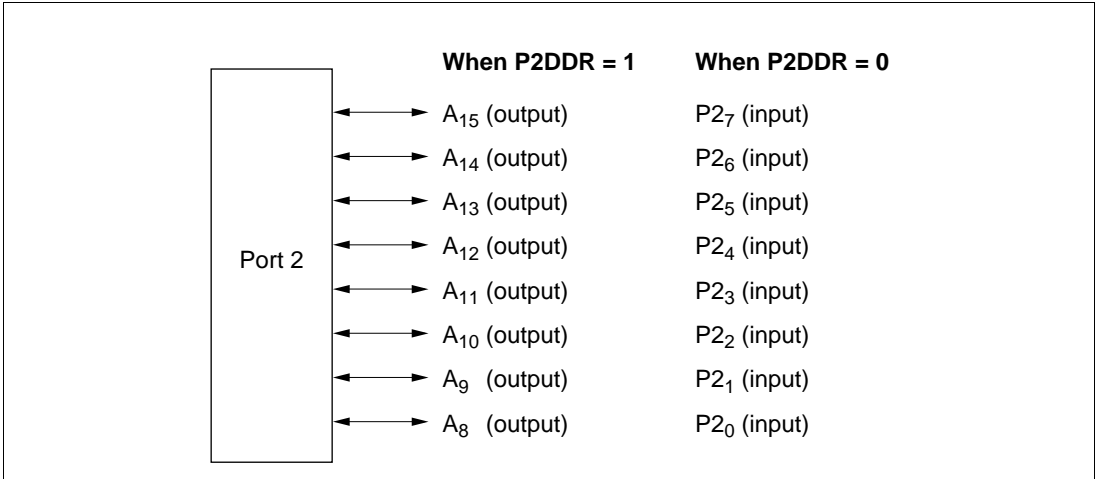 When P2DDR = 1 When P2DDR = 0
A₁₅ (output) P2₇ (input)
A₁₄ (output) P2₆ (input)
A₁₃ (output) P2₅ (input)
A₁₂ (output) P2₄ (input)
Port 2
A₁₁ (output) P2₃ (input)
A₁₀ (output) P2₂ (input)
A₉ (output) P2₁ (input)
A₈ (output) P2₀ (input)